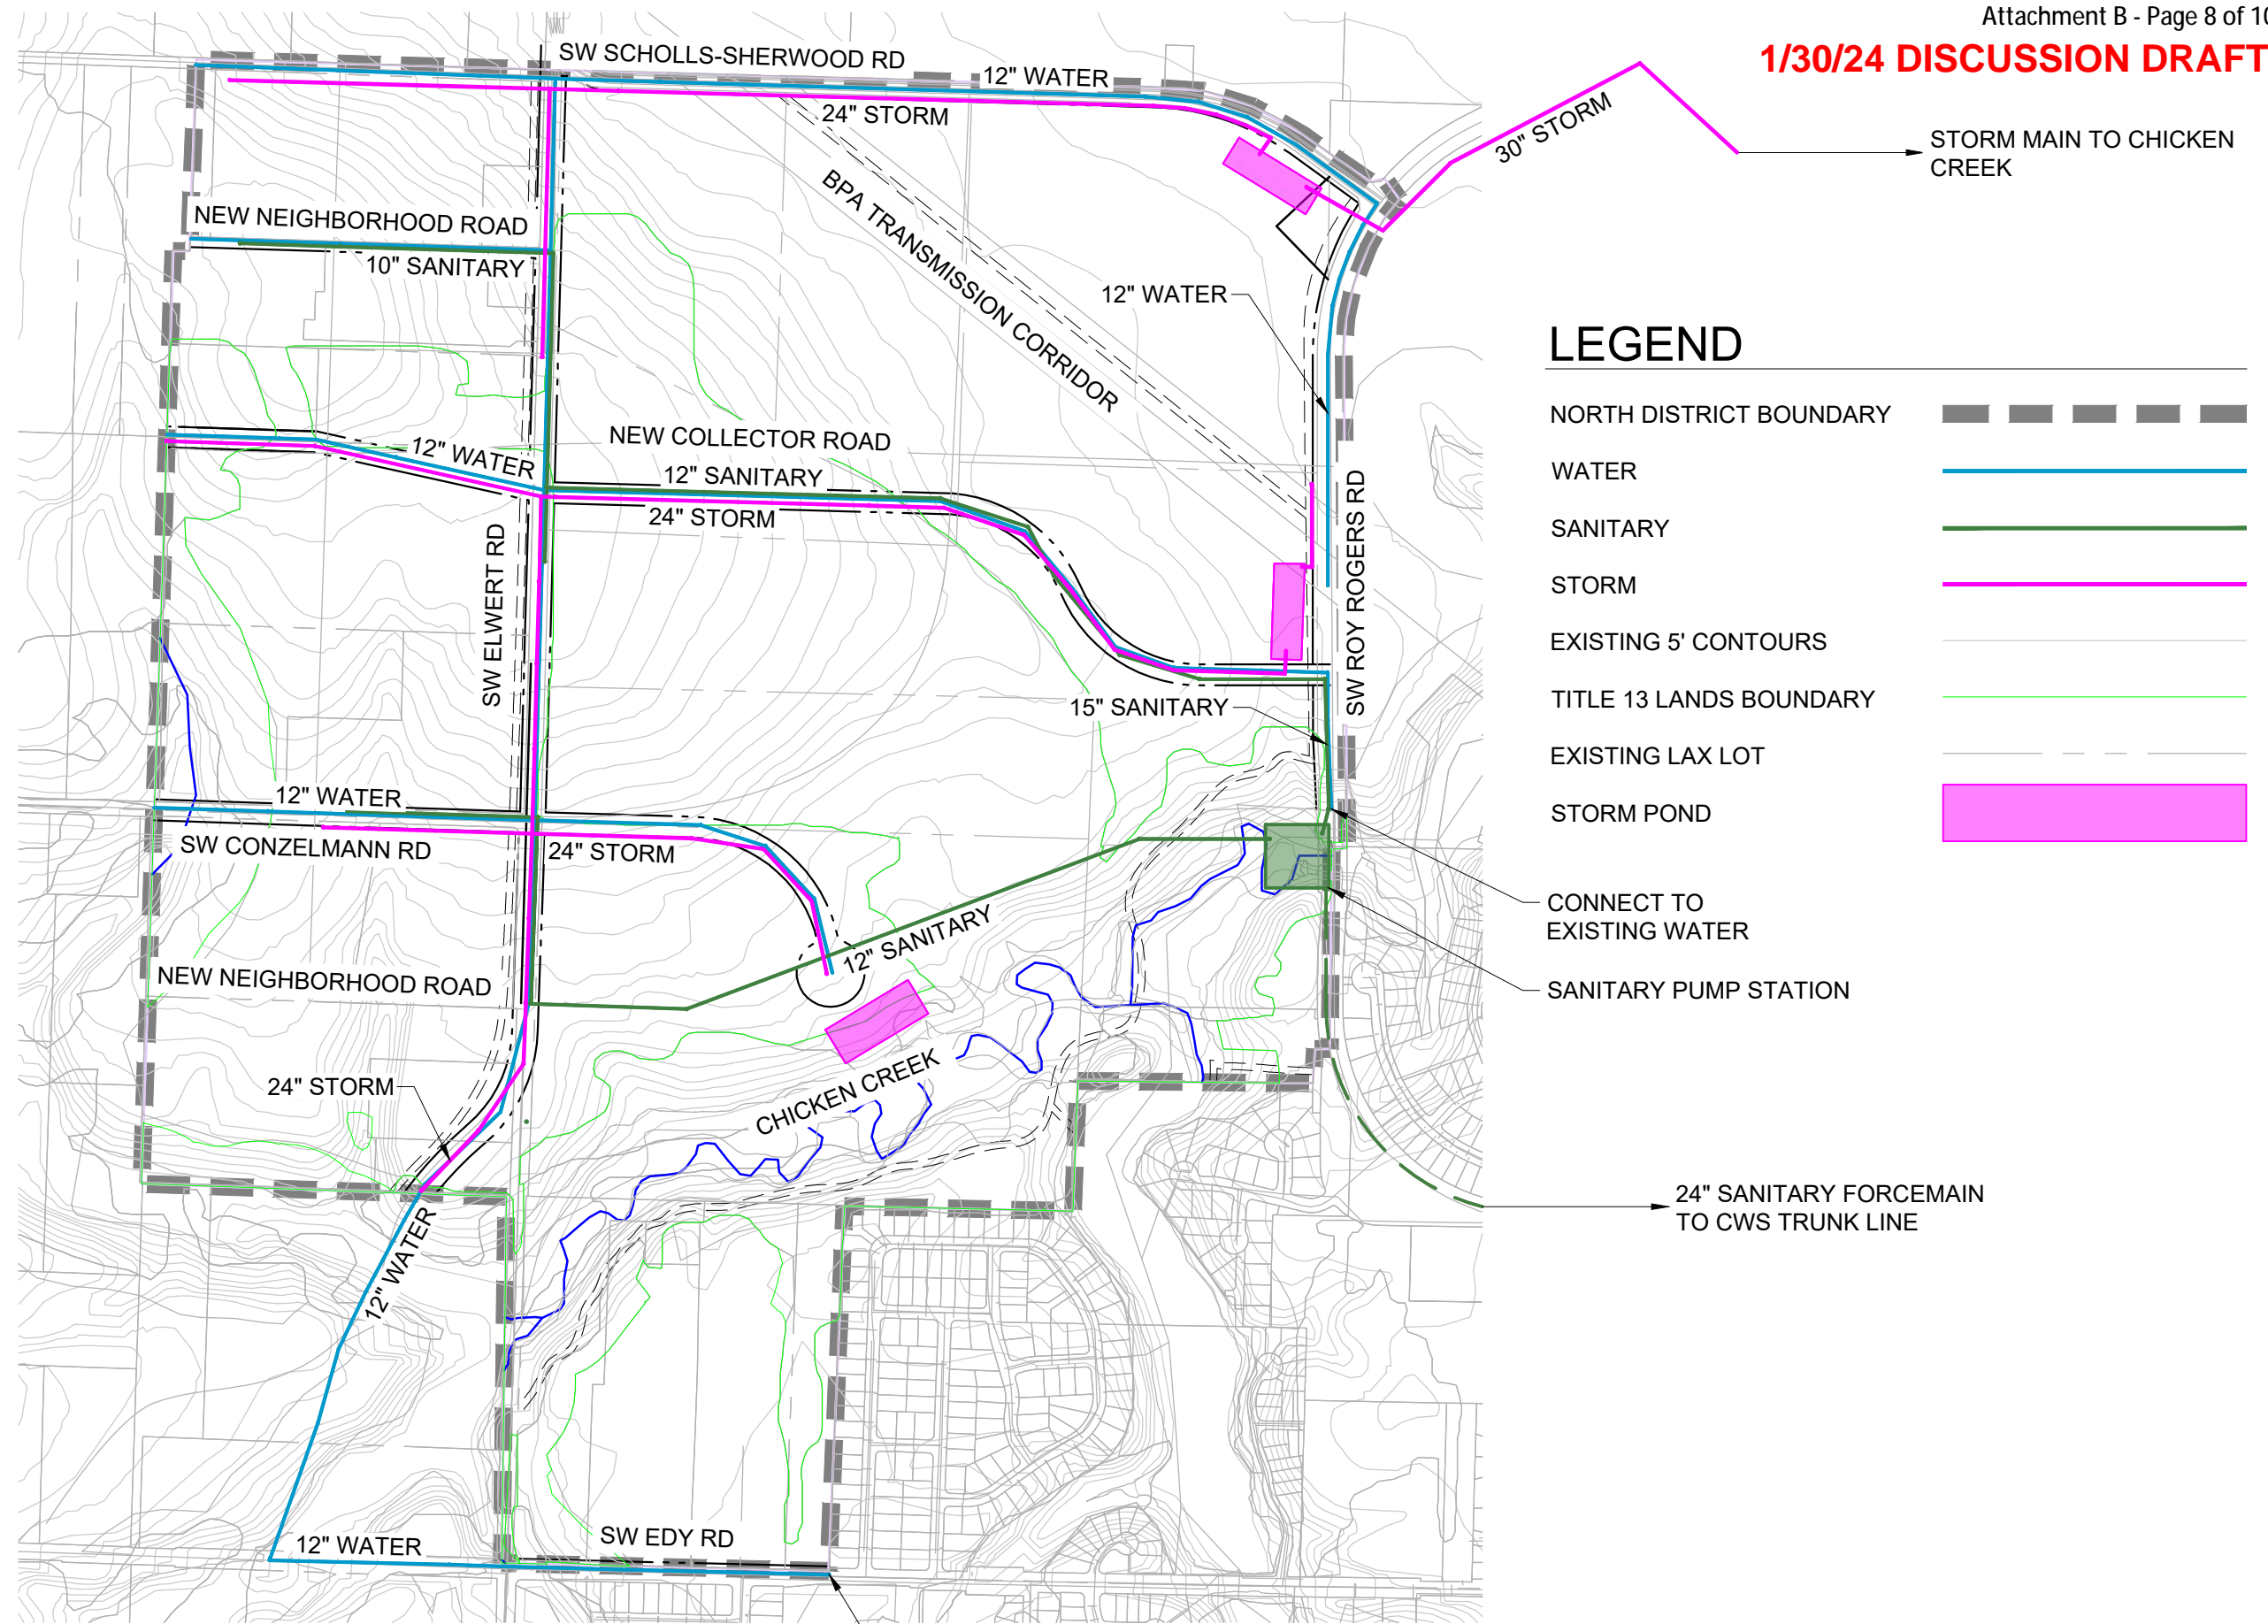 Attachment B - Page 8 of 10
1/30/24 DISCUSSION DRAFT
SW SCHOLLS-SHERWOOD RD
12" WATER
24" STORM
30" STORM
STORM MAIN TO CHICKEN
CREEK
NEW NEIGHBORHOOD ROAD
10" SANITARY
BPA TRANSMISSION CORRIDOR
12" WATER
LEGEND
NORTH DISTRICT BOUNDARY
WATER
SANITARY
STORM
EXISTING 5' CONTOURS
TITLE 13 LANDS BOUNDARY
EXISTING LAX LOT
STORM POND
12" WATER
NEW COLLECTOR ROAD
12" SANITARY
24" STORM
SW ELWERT RD
SW ROY ROGERS RD
15" SANITARY
12" WATER
SW CONZELMANN RD
24" STORM
CONNECT TO
EXISTING WATER
12" SANITARY
NEW NEIGHBORHOOD ROAD
SANITARY PUMP STATION
24" STORM
CHICKEN CREEK
24" SANITARY FORCEMAIN
TO CWS TRUNK LINE
12" WATER
12" WATER
SW EDY RD